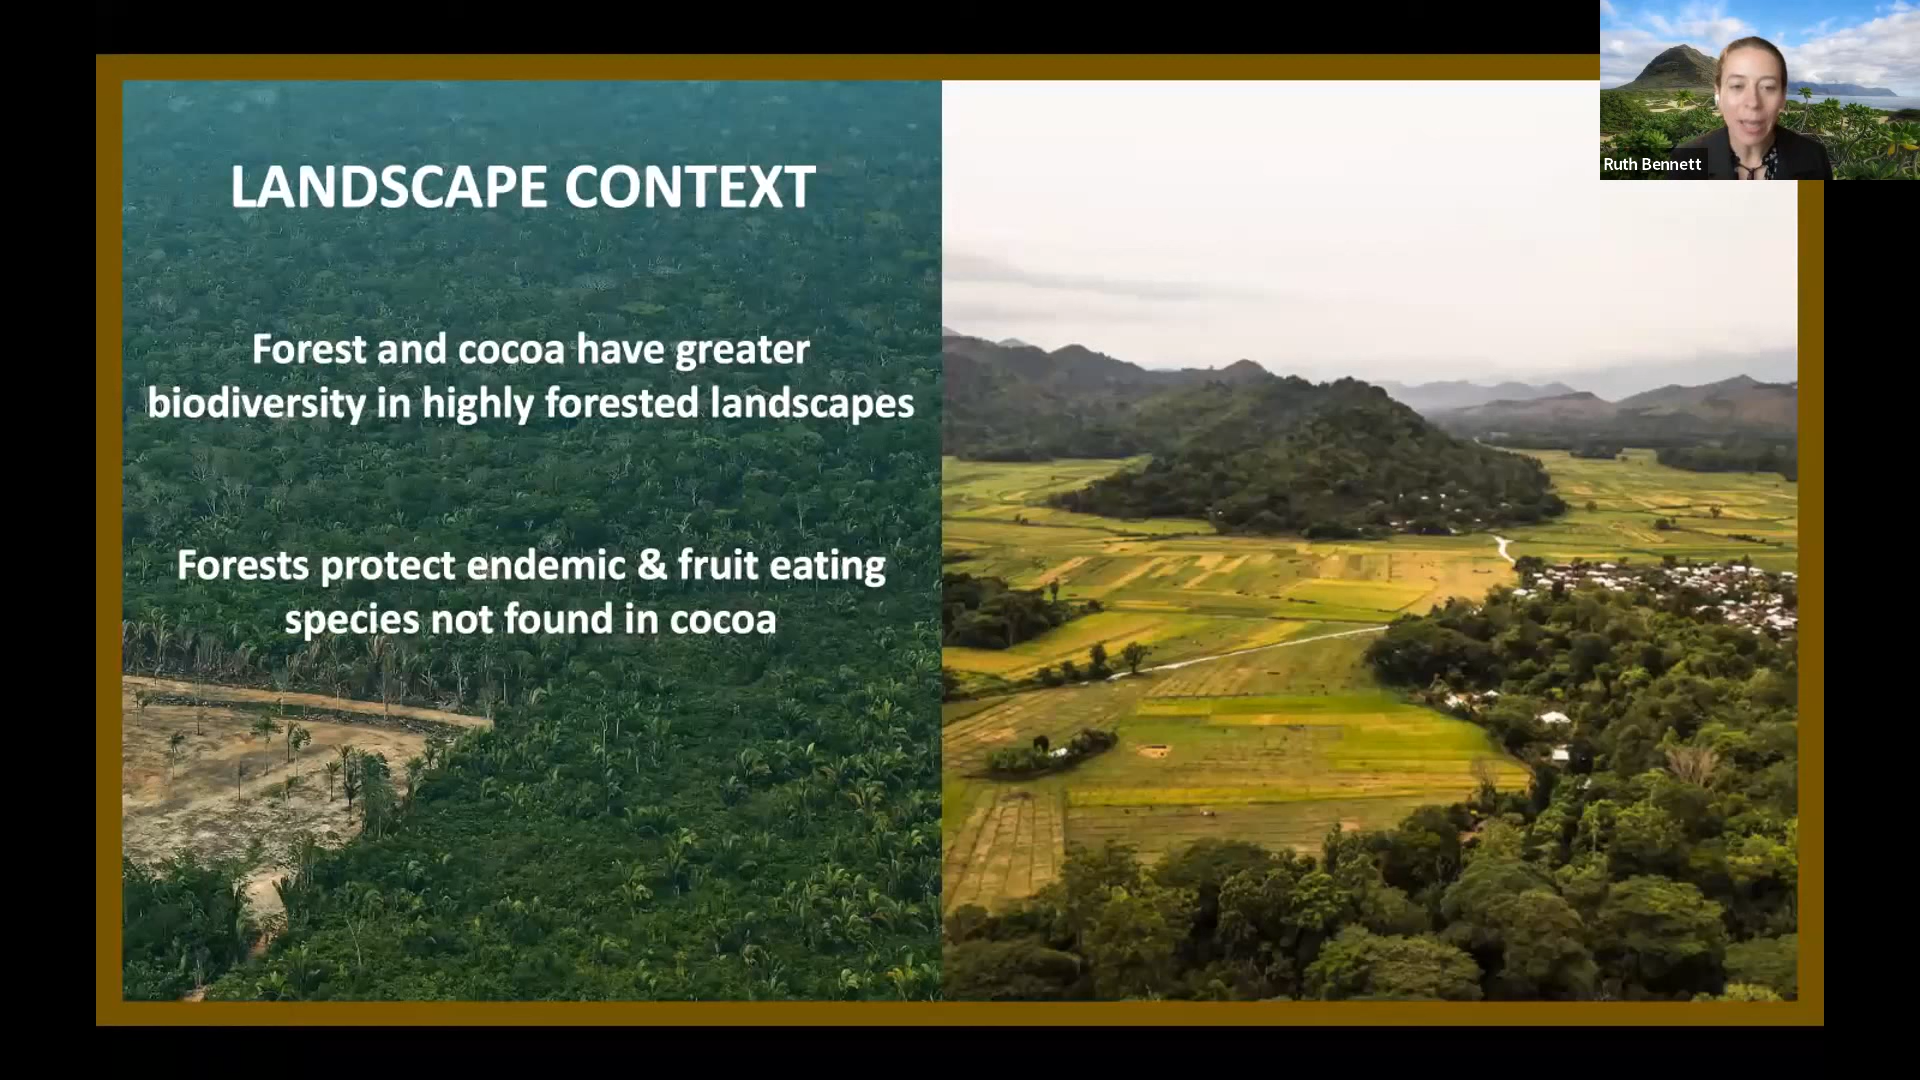 LANDSCAPE CONTEXT
Forest and cocoa have greater
biodiversity in highly forested landscapes
Forests protect endemic & fruit eating
species not found in cocoa
Ruth Bennett